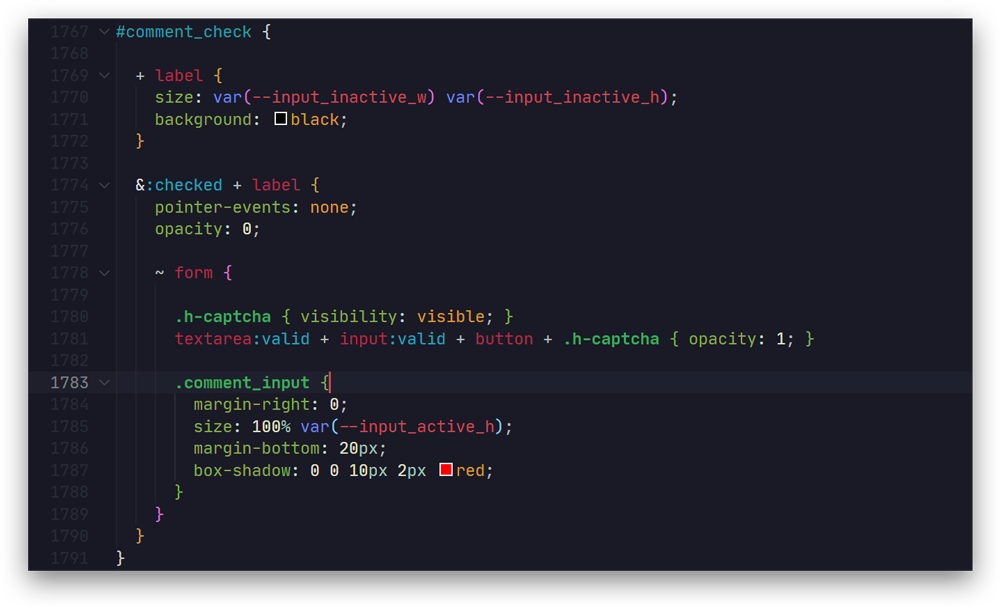 1767 #comment_check {
1768
1769 + label {
1770 size: var(--input_inactive_w) var(--input_inactive_h);
1771 background: black;
1772 }
1773
1774 &:checked + label {
1775 pointer-events: none;
1776 opacity: 0;
1777
1778 ~ form {
1779
1780 .h-captcha { visibility: visible; }
1781 textarea:valid + input:valid + button + .h-captcha { opacity: 1; }
1782
1783 .comment_input {
1784 margin-right: 0;
1785 size: 100% var(--input_active_h);
1786 margin-bottom: 20px;
1787 box-shadow: 0 0 10px 2px red;
1788 }
1789 }
1790 }
1791 }